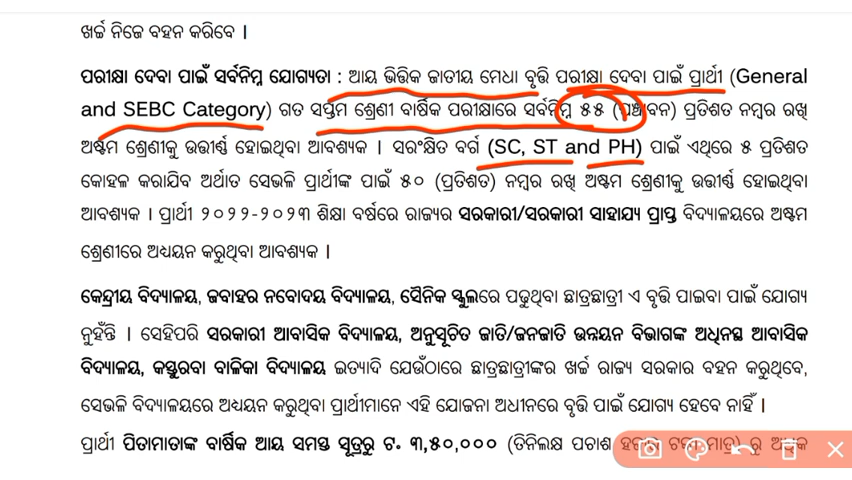 ଖର୍ଚ୍ଚ ନିଜେ ବହନ କରିବେ ।
ପରୀକ୍ଷା ଦେବା ପାଇଁ ସର୍ବନିମ୍ନ ଯୋଗ୍ୟତା : ଆୟ ଭିତ୍ତିକ ଜାତୀୟ ମେଧା ବୃତ୍ତି ପରୀକ୍ଷା ଦେବା ପାଇଁ ପ୍ରାର୍ଥୀ (General
and SEBC Category) ଗତ ସପ୍ତମ ଶ୍ରେଣୀ ବାର୍ଷିକ ପରୀକ୍ଷାରେ ସର୍ବନିମ୍ନ ୫୫ (ପଞ୍ଚାବନ) ପ୍ରତିଶତ ନମ୍ବର ରଖି
ଅଷ୍ଟମ ଶ୍ରେଣୀକୁ ଉତ୍ତୀର୍ଣ୍ଣ ହୋଇଥିବା ଆବଶ୍ୟକ । ସଂରକ୍ଷିତ ବର୍ଗ (SC, ST and PH) ପାଇଁ ଏଥିରେ ୫ ପ୍ରତିଶତ
କୋହଳ କରାଯିବ ଅର୍ଥାତ ସେଭଳି ପ୍ରାର୍ଥୀଙ୍କ ପାଇଁ ୫୦ (ପ୍ରତିଶତ) ନମ୍ବର ରଖି ଅଷ୍ଟମ ଶ୍ରେଣୀକୁ ଉତ୍ତୀର୍ଣ୍ଣ ହୋଇଥିବା
ଆବଶ୍ୟକ । ପ୍ରାର୍ଥୀ ୨୦୨୨-୨୦୨୩ ଶିକ୍ଷା ବର୍ଷରେ ରାଜ୍ୟର ସରକାରୀ/ସରକାରୀ ସାହାଯ୍ୟ ପ୍ରାପ୍ତ ବିଦ୍ୟାଳୟରେ ଅଷ୍ଟମ
ଶ୍ରେଣୀରେ ଅଧ୍ୟୟନ କରୁଥିବା ଆବଶ୍ୟକ ।
କେନ୍ଦ୍ରୀୟ ବିଦ୍ୟାଳୟ, ଜବାହର ନବୋଦୟ ବିଦ୍ୟାଳୟ, ସୈନିକ ସ୍କୁଲରେ ପଢୁଥିବା ଛାତ୍ରଛାତ୍ରୀ ଏ ବୃତ୍ତି ପାଇବା ପାଇଁ ଯୋଗ୍ୟ
ନୁହଁନ୍ତି । ସେହିପରି ସରକାରୀ ଆବାସିକ ବିଦ୍ୟାଳୟ, ଅନୁସୂଚିତ ଜାତି/ଜନଜାତି ଉନ୍ନୟନ ବିଭାଗଙ୍କ ଅଧିନସ୍ଥ ଆବାସିକ
ବିଦ୍ୟାଳୟ, କସ୍ତୁରବା ବାଳିକା ବିଦ୍ୟାଳୟ ଇତ୍ୟାଦି ଯେଉଁଠାରେ ଛାତ୍ରଛାତ୍ରୀଙ୍କର ଖର୍ଚ୍ଚ ରାଜ୍ୟ ସରକାର ବହନ କରୁଥିବେ,
ସେଭଳି ବିଦ୍ୟାଳୟରେ ଅଧ୍ୟୟନ କରୁଥିବା ପ୍ରାର୍ଥୀମାନେ ଏହି ଯୋଜନା ଅଧୀନରେ ବୃତ୍ତି ପାଇଁ ଯୋଗ୍ୟ ହେବେ ନାହିଁ ।
ପ୍ରାର୍ଥୀ ପିତାମାତାଙ୍କ ବାର୍ଷିକ ଆୟ ସମସ୍ତ ସୂତ୍ରରୁ ଟ. ୩,୫୦,୦୦୦ (ତିନିଲକ୍ଷ ପଚାଶ ହଜାର ଟଙ୍କା ମାତ୍ର) ରୁ ଅଧିକ